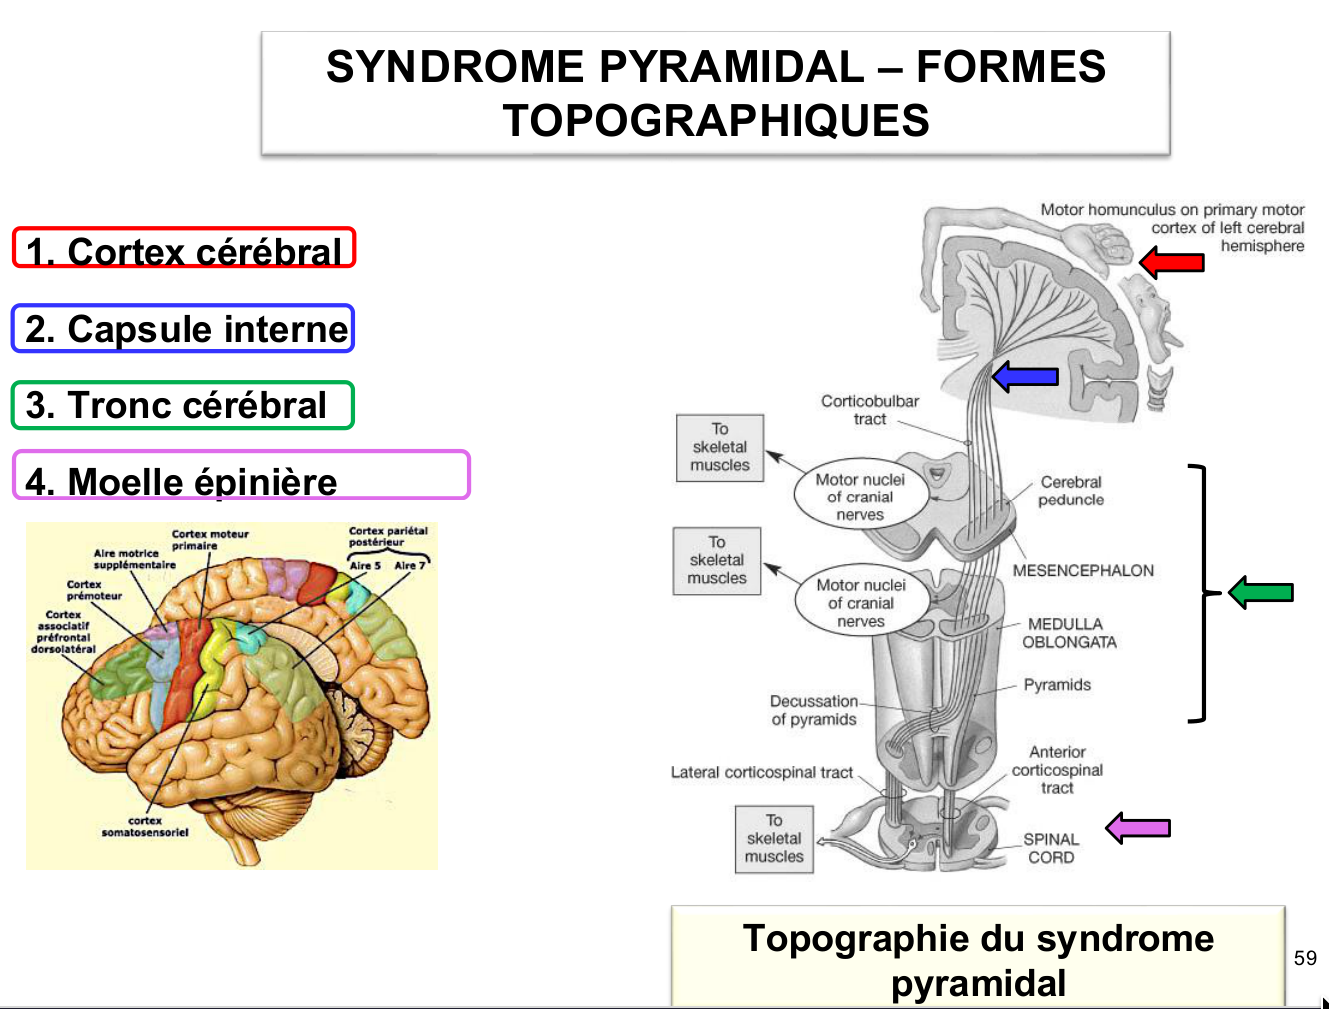 SYNDROME PYRAMIDAL – FORMES
TOPOGRAPHIQUES
1. Cortex cérébral
2. Capsule interne
3. Tronc cérébral
4. Moelle épinière
Cortex moteur
primaire
Cortex pariétal
postérieur
Aire motrice
supplémentaire
Aire 5
Aire 7
Cortex
prémoteur
Cortex
associatif
préfrontal
dorsolatéral
cortex
somatosensoriel
Motor homunculus on primary motor
cortex of left cerebral
hemisphere
Corticobulbar
tract
To
skeletal
muscles
Motor nuclei
of cranial
nerves
Cerebral
peduncle
To
skeletal
muscles
MESENCEPHALON
Motor nuclei
of cranial
nerves
MEDULLA
OBLONGATA
Pyramids
Decussation
of pyramids
Lateral corticospinal tract
Anterior
corticospinal
tract
To
skeletal
muscles
SPINAL
CORD
Topographie du syndrome
pyramidal
59